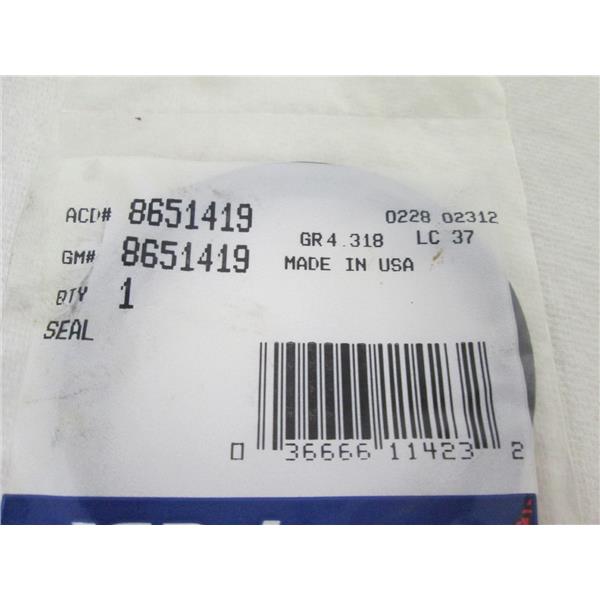 ACD# 8651419
GM# 8651419
QTY 1
SEAL
0228 02312
GR4.318 LC 37
MADE IN USA
0 36666 11423 2